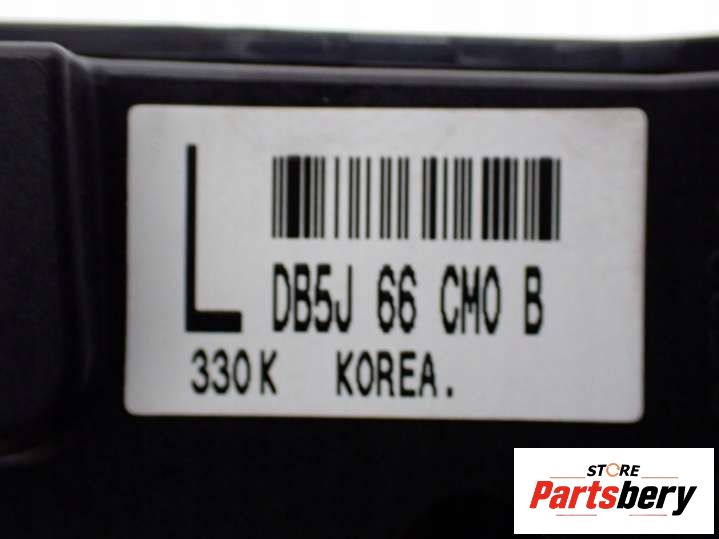 L
DB5J 66 CM0 B
330K KOREA.
STORE
Partsbery